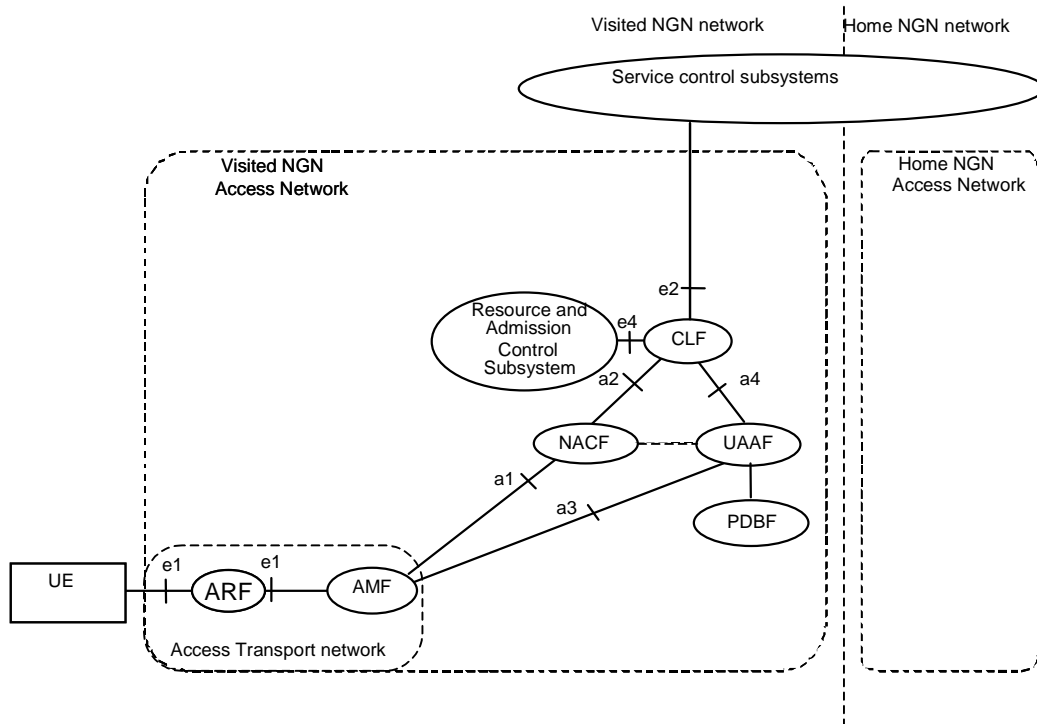 Visited NGN network
Home NGN network
Service control subsystems
Visited NGN
Access Network
Home NGN
Access Network
e2
Resource and
Admission
Control
Subsystem
e4
CLF
a2
a4
NACF
UAAF
a1
a3
PDBF
UE
e1
ARF
e1
AMF
Access Transport network